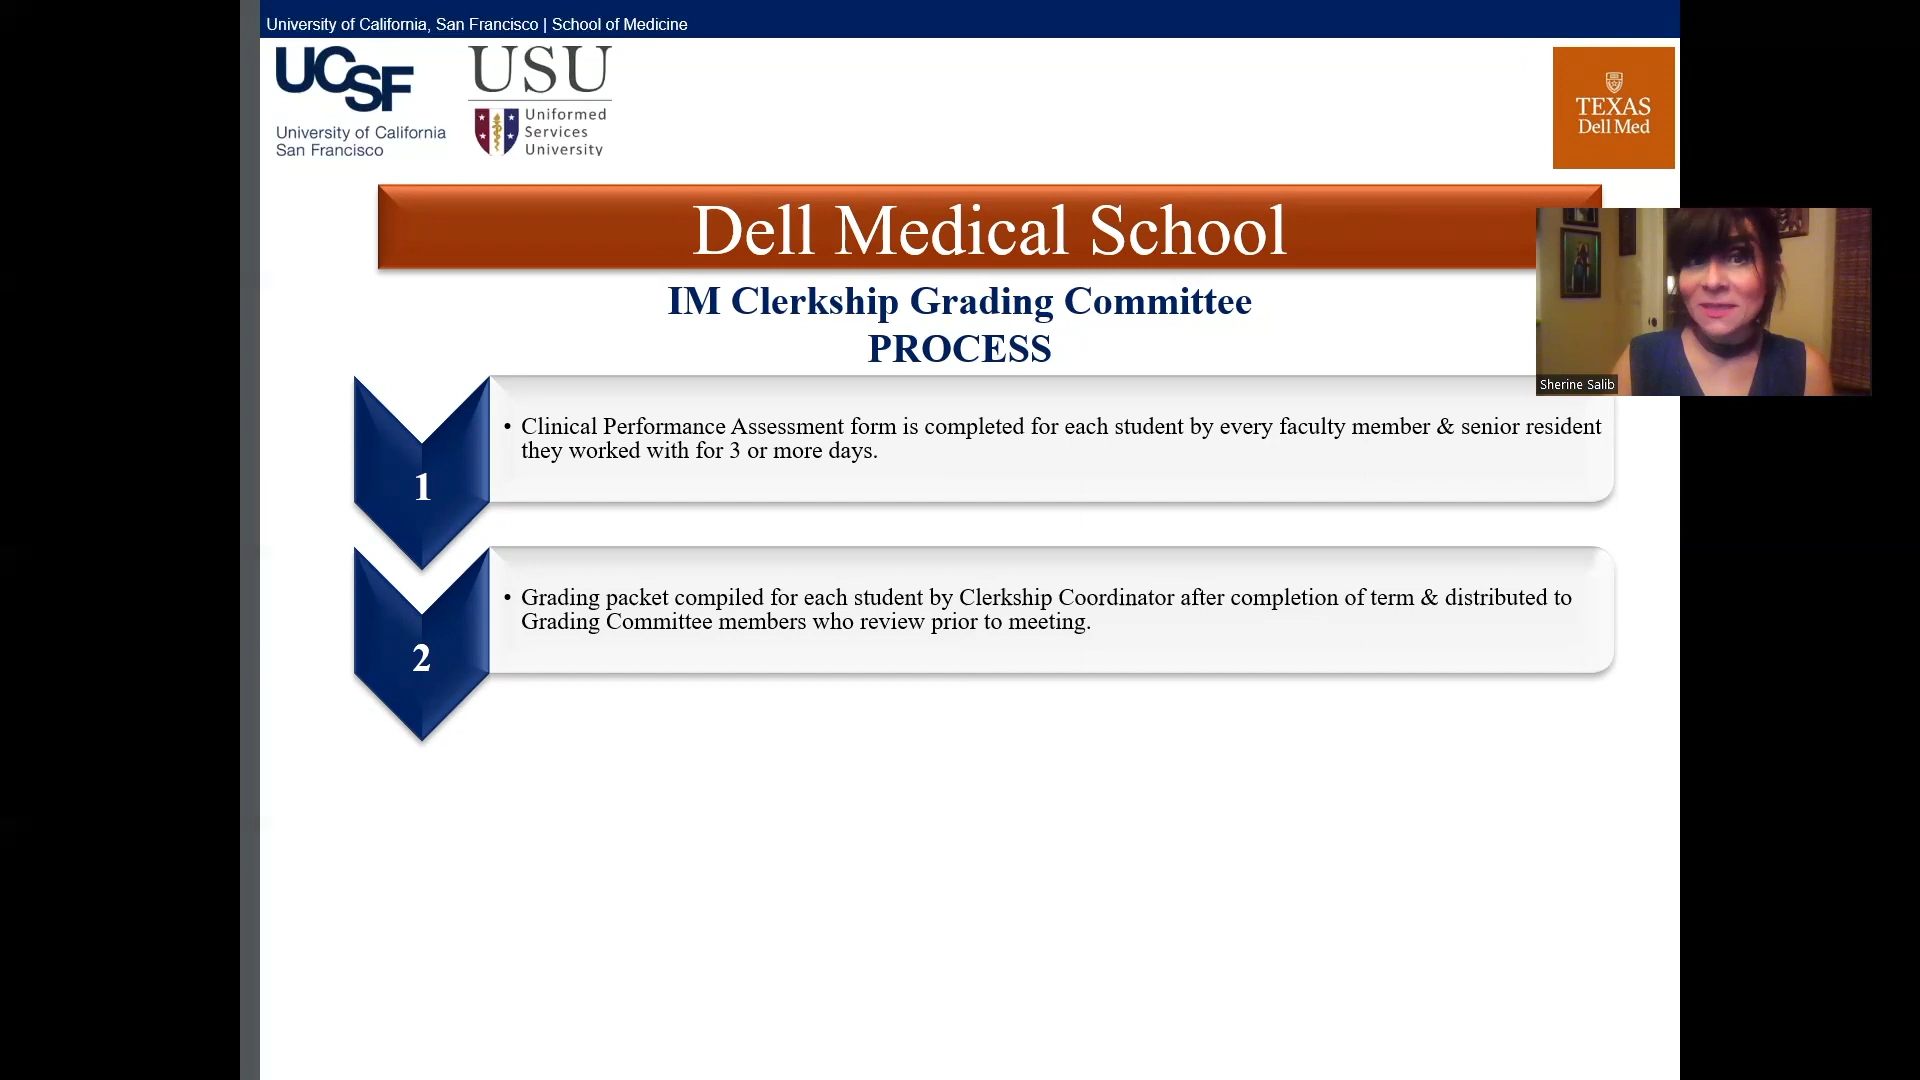 University of California, San Francisco | School of Medicine
UCSF
University of California
San Francisco
USU
Uniformed
Services
University
TEXAS
Dell Med
Dell Medical School
IM Clerkship Grading Committee
PROCESS
Sherine Salib
1
• Clinical Performance Assessment form is completed for each student by every faculty member & senior resident
they worked with for 3 or more days.
2
• Grading packet compiled for each student by Clerkship Coordinator after completion of term & distributed to
Grading Committee members who review prior to meeting.